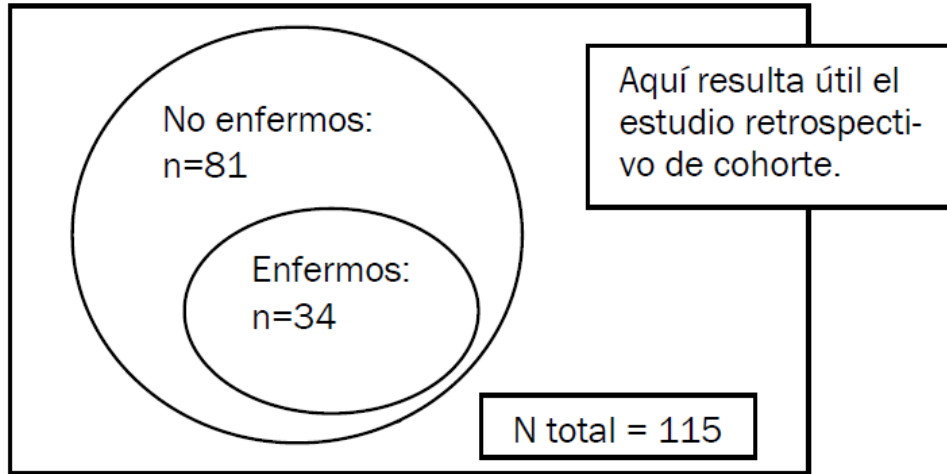 No enfermos:
n=81
Enfermos:
n=34
Aquí resulta útil el
estudio retrospecti-
vo de cohorte.
N total = 115